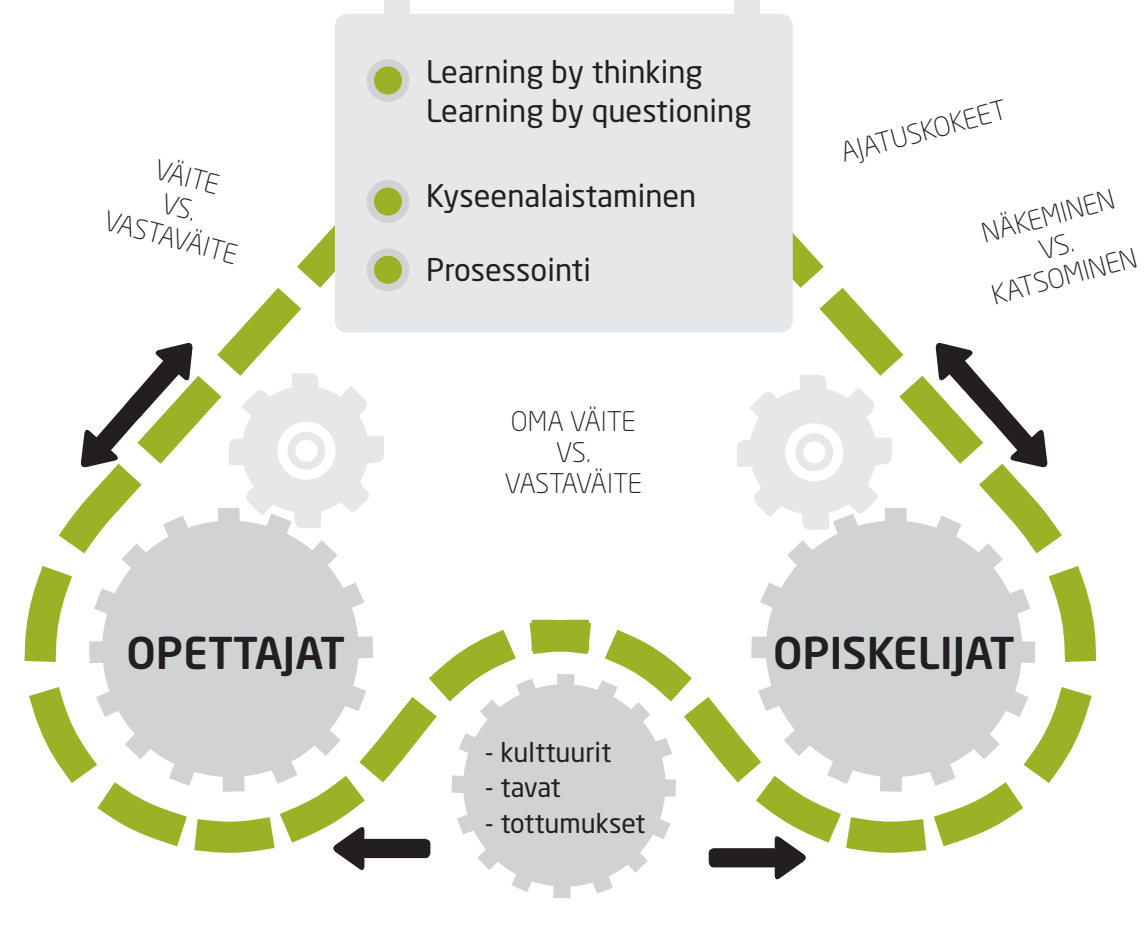 Learning by thinking
Learning by questioning
Kyseenalaistaminen
Prosessointi
VÄITE
VS.
VASTAVÄITE
AJATUSKOKEET
NÄKEMINEN
VS.
KATSOMINEN
OMA VÄITE
VS.
VASTAVÄITE
OPETTAJAT
OPISKELIJAT
- kulttuurit
- tavat
- tottumukset